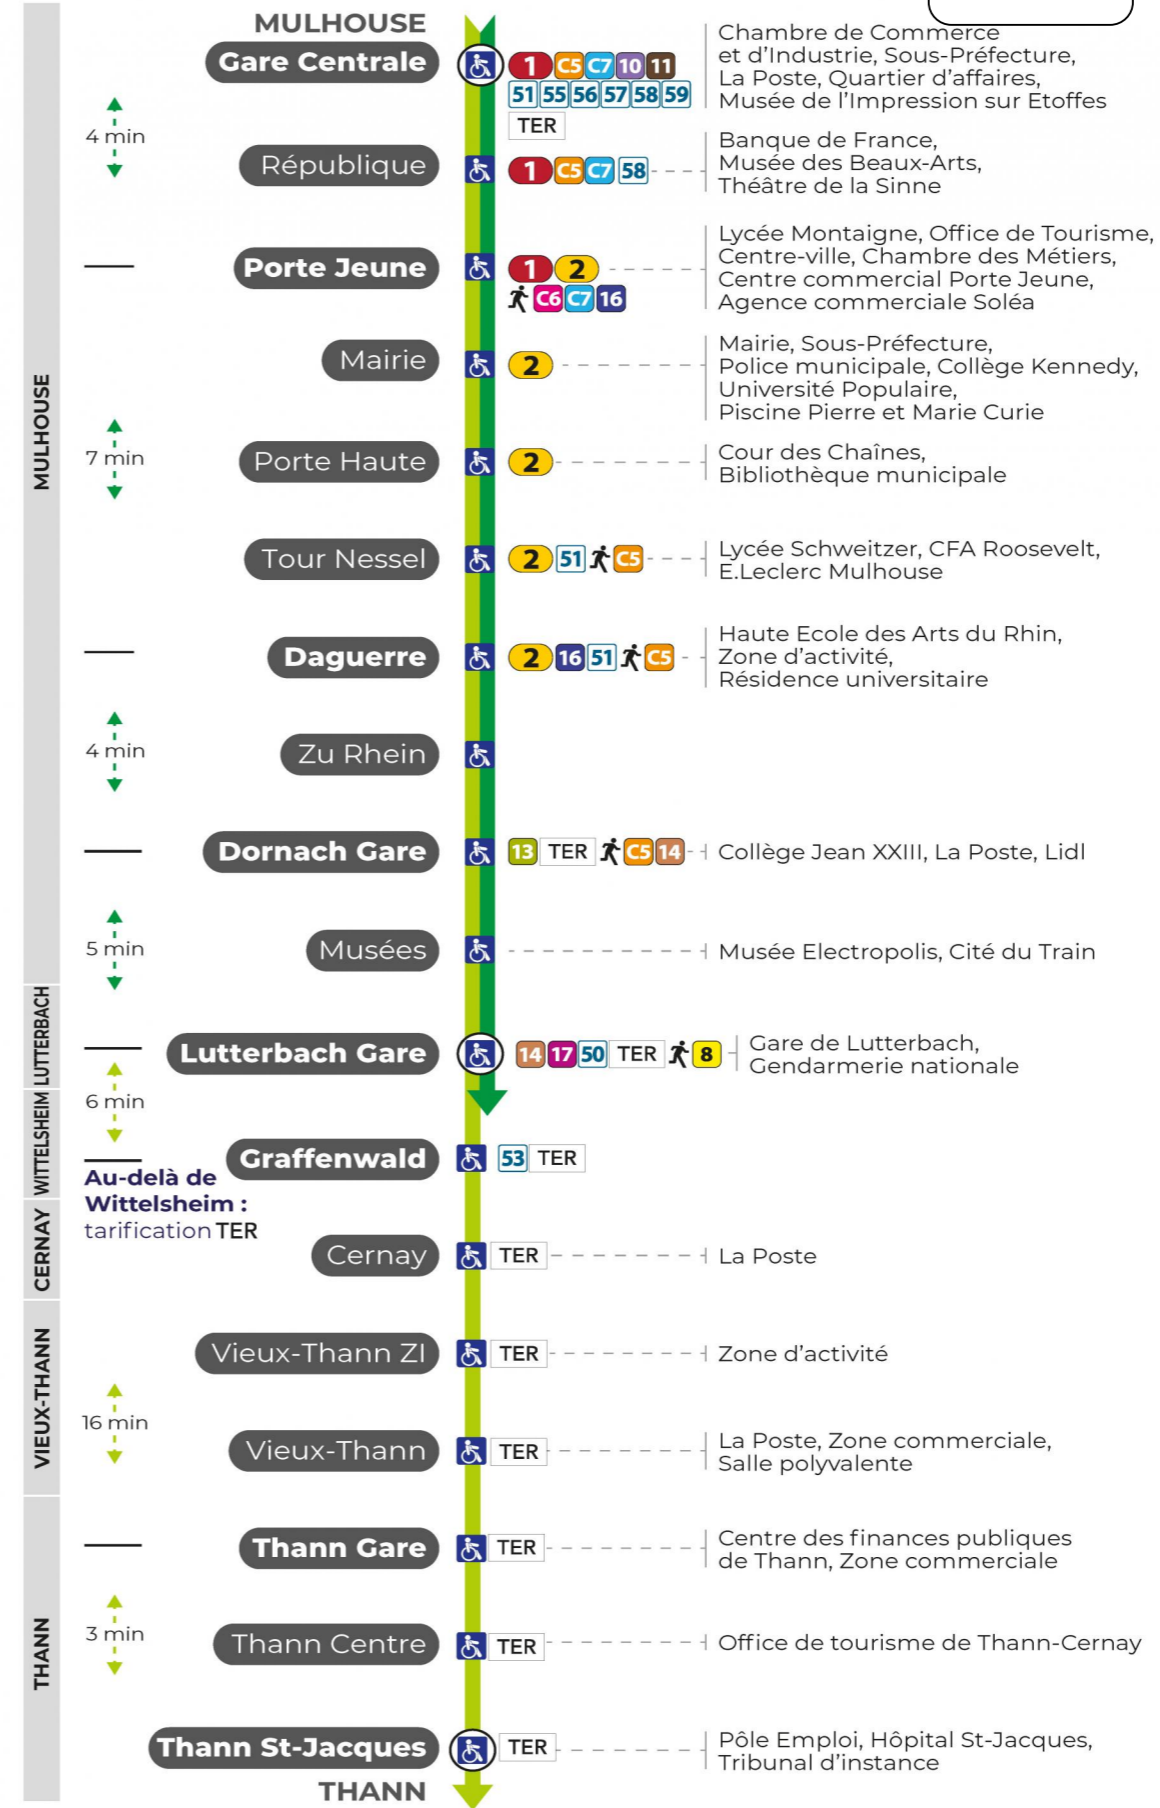 MULHOUSE
Gare Centrale
1 C5 C7 10 11
51 55 56 57 58 59
TER
Chambre de Commerce
et d'Industrie, Sous-Préfecture,
La Poste, Quartier d'affaires,
Musée de l'Impression sur Etoffes
4 min
République
1 C5 C7 58
Banque de France,
Musée des Beaux-Arts,
Théâtre de la Sinne
Porte Jeune
1 2
C6 C7 16
Lycée Montaigne, Office de Tourisme,
Centre-ville, Chambre des Métiers,
Centre commercial Porte Jeune,
Agence commerciale Soléa
Mairie
2
Mairie, Sous-Préfecture,
Police municipale, Collège Kennedy,
Université Populaire,
Piscine Pierre et Marie Curie
MULHOUSE
7 min
Porte Haute
2
Cour des Chaînes,
Bibliothèque municipale
Tour Nessel
2 51 C5
Lycée Schweitzer, CFA Roosevelt,
E.Leclerc Mulhouse
Daguerre
2 16 51 C5
Haute Ecole des Arts du Rhin,
Zone d'activité,
Résidence universitaire
4 min
Zu Rhein
Dornach Gare
13 TER C5 14
Collège Jean XXIII, La Poste, Lidl
5 min
Musées
Musée Electropolis, Cité du Train
LUTTERBACH
Lutterbach Gare
14 17 50 TER 8
Gare de Lutterbach,
Gendarmerie nationale
6 min
WITTELSHEIM
Graffenwald
53 TER
Au-delà de
Wittelsheim :
tarification TER
CERNAY
Cernay
TER
La Poste
Vieux-Thann ZI
TER
Zone d'activité
VIEUX-THANN
16 min
Vieux-Thann
TER
La Poste, Zone commerciale,
Salle polyvalente
Thann Gare
TER
Centre des finances publiques
de Thann, Zone commerciale
THANN
3 min
Thann Centre
TER
Office de tourisme de Thann-Cernay
Thann St-Jacques
TER
Pôle Emploi, Hôpital St-Jacques,
Tribunal d'instance
THANN